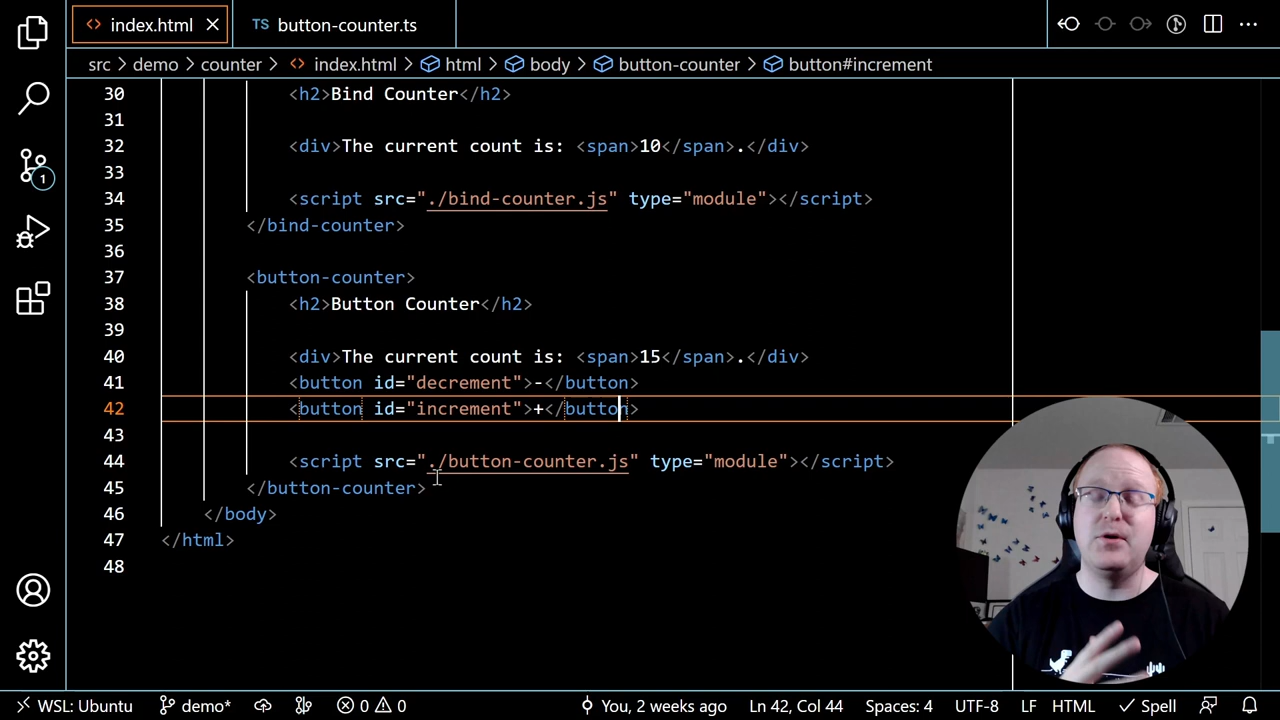 index.html
TS button-counter.ts
src > demo > counter > index.html > html > body > button-counter > button#increment
30 <h2>Bind Counter</h2>
31
32 <div>The current count is: <span>10</span>.</div>
33
34 <script src="./bind-counter.js" type="module"></script>
35 </bind-counter>
36
37 <button-counter>
38 <h2>Button Counter</h2>
39
40 <div>The current count is: <span>15</span>.</div>
41 <button id="decrement">-</button>
42 <button id="increment">+</button>
43
44 <script src="./button-counter.js" type="module"></script>
45 </button-counter>
46 </body>
47 </html>
48
1
WSL: Ubuntu demo* 0 0 You, 2 weeks ago Ln 42, Col 44 Spaces: 4 UTF-8 LF HTML Spell